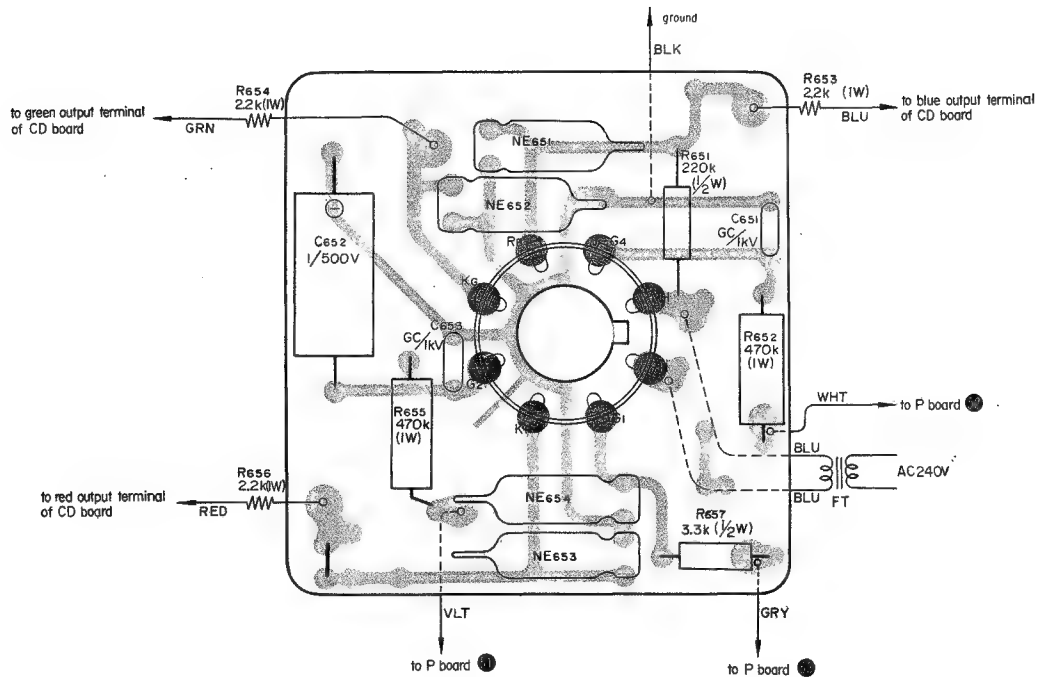 ground
BLK
R654
2.2k(1W)
to green output terminal
of CD board
GRN
R653
2.2k (1W)
BLU
to blue output terminal
of CD board
NE651
R651
220k
(1/2W)
NE652
C651
GC/1kV
C652
1/500V
G4
C653
GC/1kV
G2
R652
470k
(1W)
R655
470k
(1W)
G1
WHT
to P board
BLU
AC240V
BLU
FT
R656
2.2k(1W)
to red output terminal
of CD board
RED
NE654
R657
3.3k (1/2W)
NE653
VLT
GRY
to P board
to P board